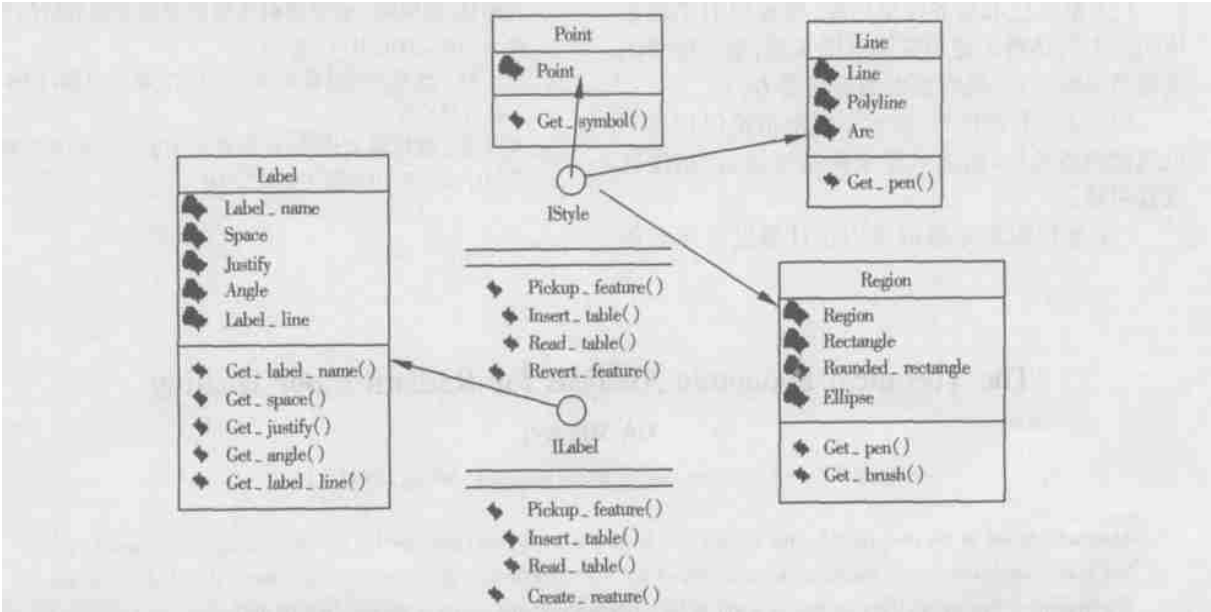 Point
Point
Get_symbol()
Line
Line
Polyline
Arc
Get_pen()
Label
Label_name
Space
Justify
Angle
Label_line
Get_label_name()
Get_space()
Get_justify()
Get_angle()
Get_label_line()
IStyle
Pickup_feature()
Insert_table()
Read_table()
Revert_feature()
ILabel
Pickup_feature()
Insert_table()
Read_table()
Create_reature()
Region
Region
Rectangle
Rounded_rectangle
Ellipse
Get_pen()
Get_brush()